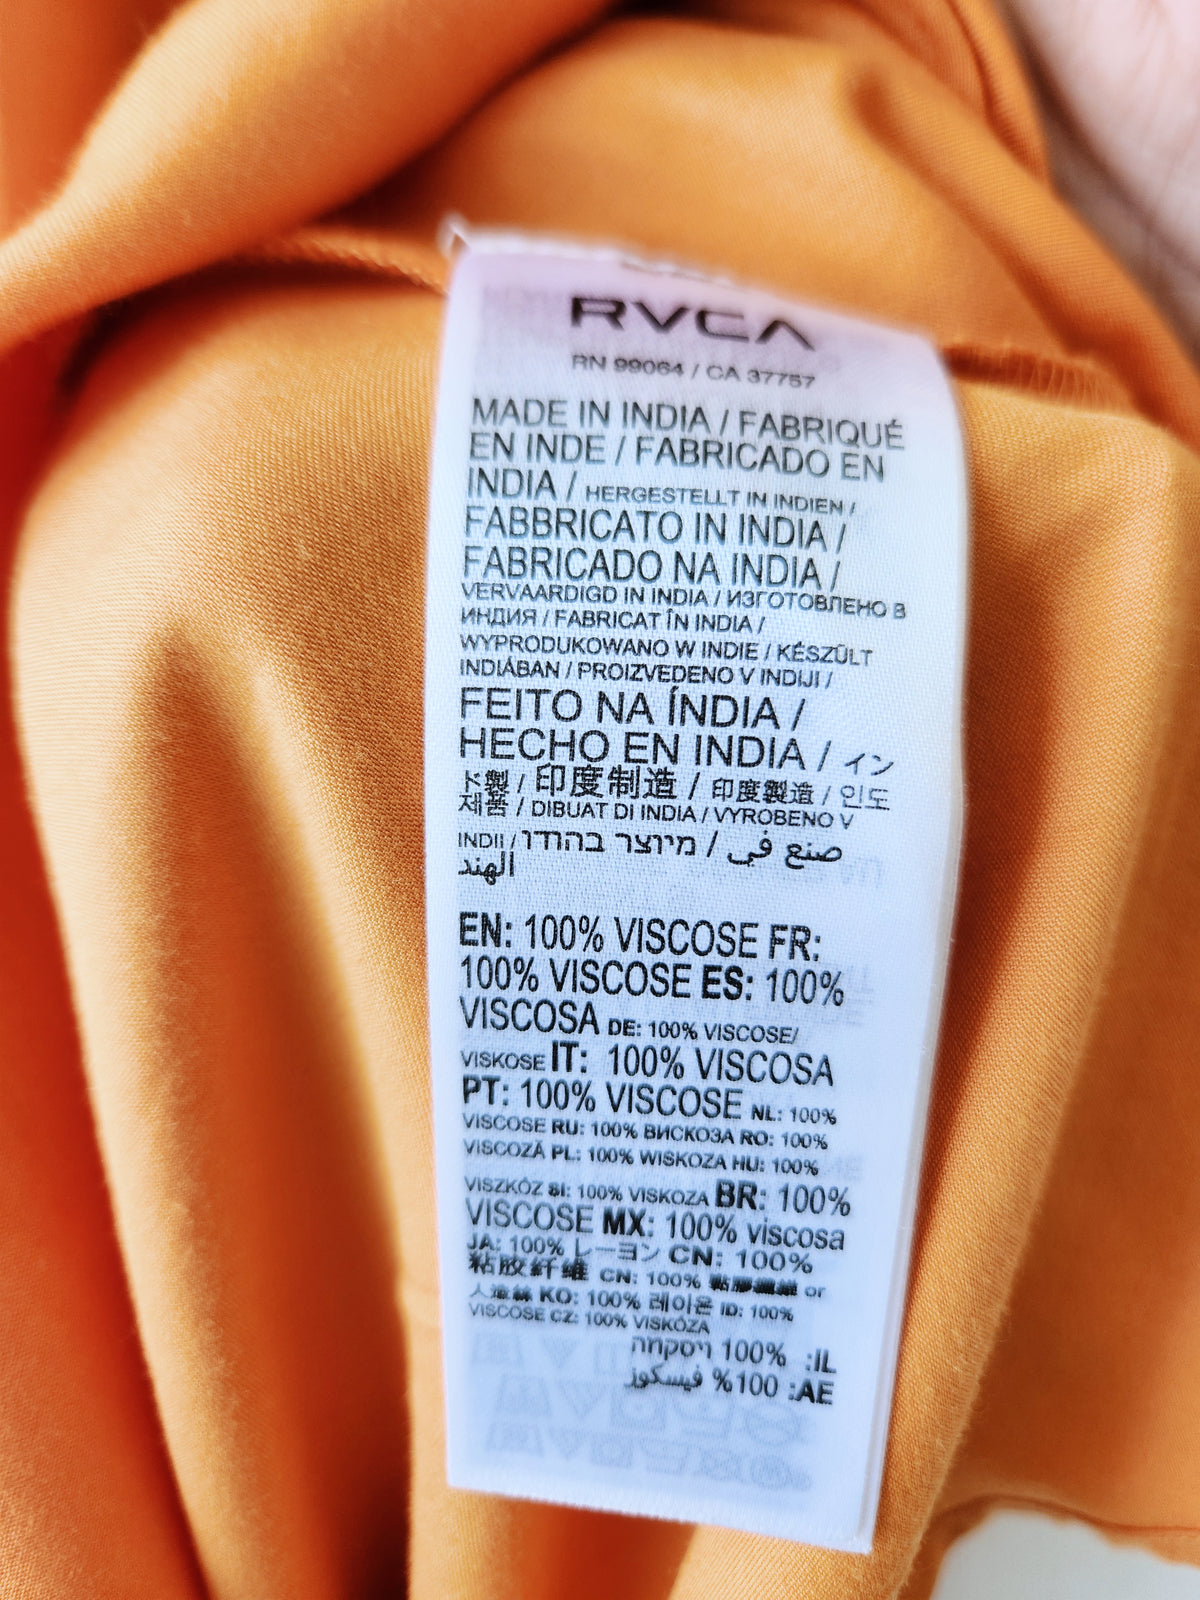 RVCA
RN 99064 / CA 37757
MADE IN INDIA / FABRIQUÉ
EN INDE / FABRICADO EN
INDIA / HERGESTELLT IN INDIEN /
FABBRICATO IN INDIA /
FABRICADO NA INDIA /
VERVAARDIGD IN INDIA / ИЗГОТОВЛЕНО В
ИНДИЯ / FABRICAT ÎN INDIA /
WYPRODUKOWANO W INDIE / KÉSZÜLT
INDIÁBAN / PROIZVEDENO V INDIJI /
FEITO NA ÍNDIA /
HECHO EN INDIA / イン
ド製 / 印度制造 / 印度製造 / 인도
제품 / DIBUAT DI INDIA / VYROBENO V
INDII / מיוצר בהודו / صنع في
الهند
EN: 100% VISCOSE FR:
100% VISCOSE ES: 100%
VISCOSA DE: 100% VISCOSE/
VISKOSE IT: 100% VISCOSA
PT: 100% VISCOSE NL: 100%
VISCOSE RU: 100% ВИСКОЗА RO: 100%
VISCOZĂ PL: 100% WISKOZA HU: 100%
VISZKÓZ SI: 100% VISKOZA BR: 100%
VISCOSE MX: 100% viscosa
JA: 100% レーヨン CN: 100%
粘胶纤维 CN: 100% 黏膠纖維 or
人造絲 KO: 100% 레이온 ID: 100%
VISCOSE CZ: 100% VISKÓZA
IL: 100% ויסקוזה
AE: 100% فيسكوز